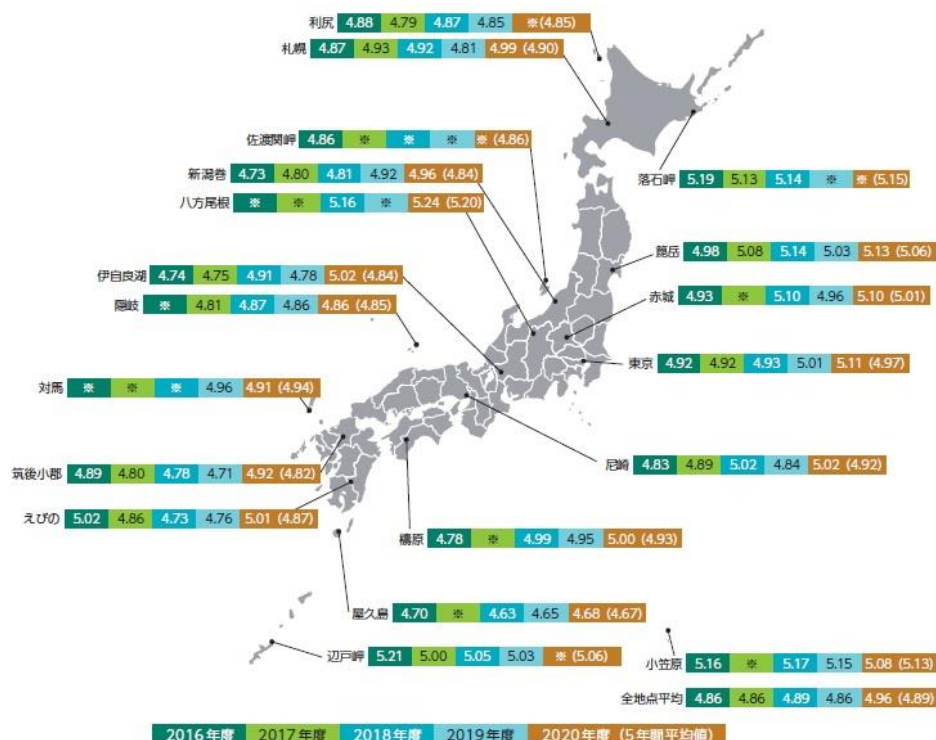 利尻 4.88 4.79 4.87 4.85 ※(4.85)
札幌 4.87 4.93 4.92 4.81 4.99 (4.90)
佐渡関岬 4.86 ※ ※ ※ ※ (4.86)
新潟巻 4.73 4.80 4.81 4.92 4.96 (4.84)
落石岬 5.19 5.13 5.14 ※ ※ (5.15)
八方尾根 ※ ※ 5.16 ※ 5.24 (5.20)
箆岳 4.98 5.08 5.14 5.03 5.13 (5.06)
伊自良湖 4.74 4.75 4.91 4.78 5.02 (4.84)
赤城 4.93 ※ 5.10 4.96 5.10 (5.01)
隠岐 ※ 4.81 4.87 4.86 4.86 (4.85)
東京 4.92 4.92 4.93 5.01 5.11 (4.97)
対馬 ※ ※ ※ 4.96 4.91 (4.94)
尼崎 4.83 4.89 5.02 4.84 5.02 (4.92)
筑後小郡 4.89 4.80 4.78 4.71 4.92 (4.82)
えびの 5.02 4.86 4.73 4.76 5.01 (4.87)
梼原 4.78 ※ 4.99 4.95 5.00 (4.93)
屋久島 4.70 ※ 4.63 4.65 4.68 (4.67)
辺戸岬 5.21 5.00 5.05 5.03 ※ (5.06)
小笠原 5.16 ※ 5.17 5.15 5.08 (5.13)
全地点平均 4.86 4.86 4.89 4.86 4.96 (4.89)
2016年度 2017年度 2018年度 2019年度 2020年度 (5年間平均値)